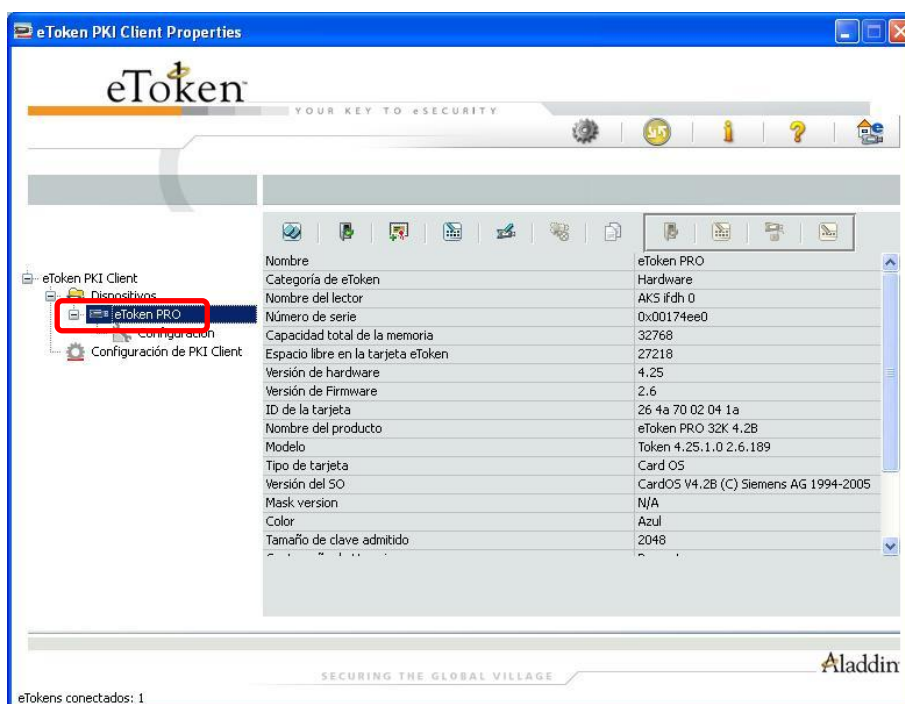 eToken PKI Client Properties
eToken
YOUR KEY TO eSECURITY
eToken PKI Client
Dispositivos
eToken PRO
Configuración
Configuración de PKI Client
Nombre eToken PRO
Categoría de eToken Hardware
Nombre del lector AKS ifdh 0
Número de serie 0x00174ee0
Capacidad total de la memoria 32768
Espacio libre en la tarjeta eToken 27218
Versión de hardware 4.25
Versión de Firmware 2.6
ID de la tarjeta 26 4a 70 02 04 1a
Nombre del producto eToken PRO 32K 4.2B
Modelo Token 4.25.1.0 2.6.189
Tipo de tarjeta Card OS
Versión del SO CardOS V4.2B (C) Siemens AG 1994-2005
Mask version N/A
Color Azul
Tamaño de clave admitido 2048
SECURING THE GLOBAL VILLAGE
Aladdin
eTokens conectados: 1